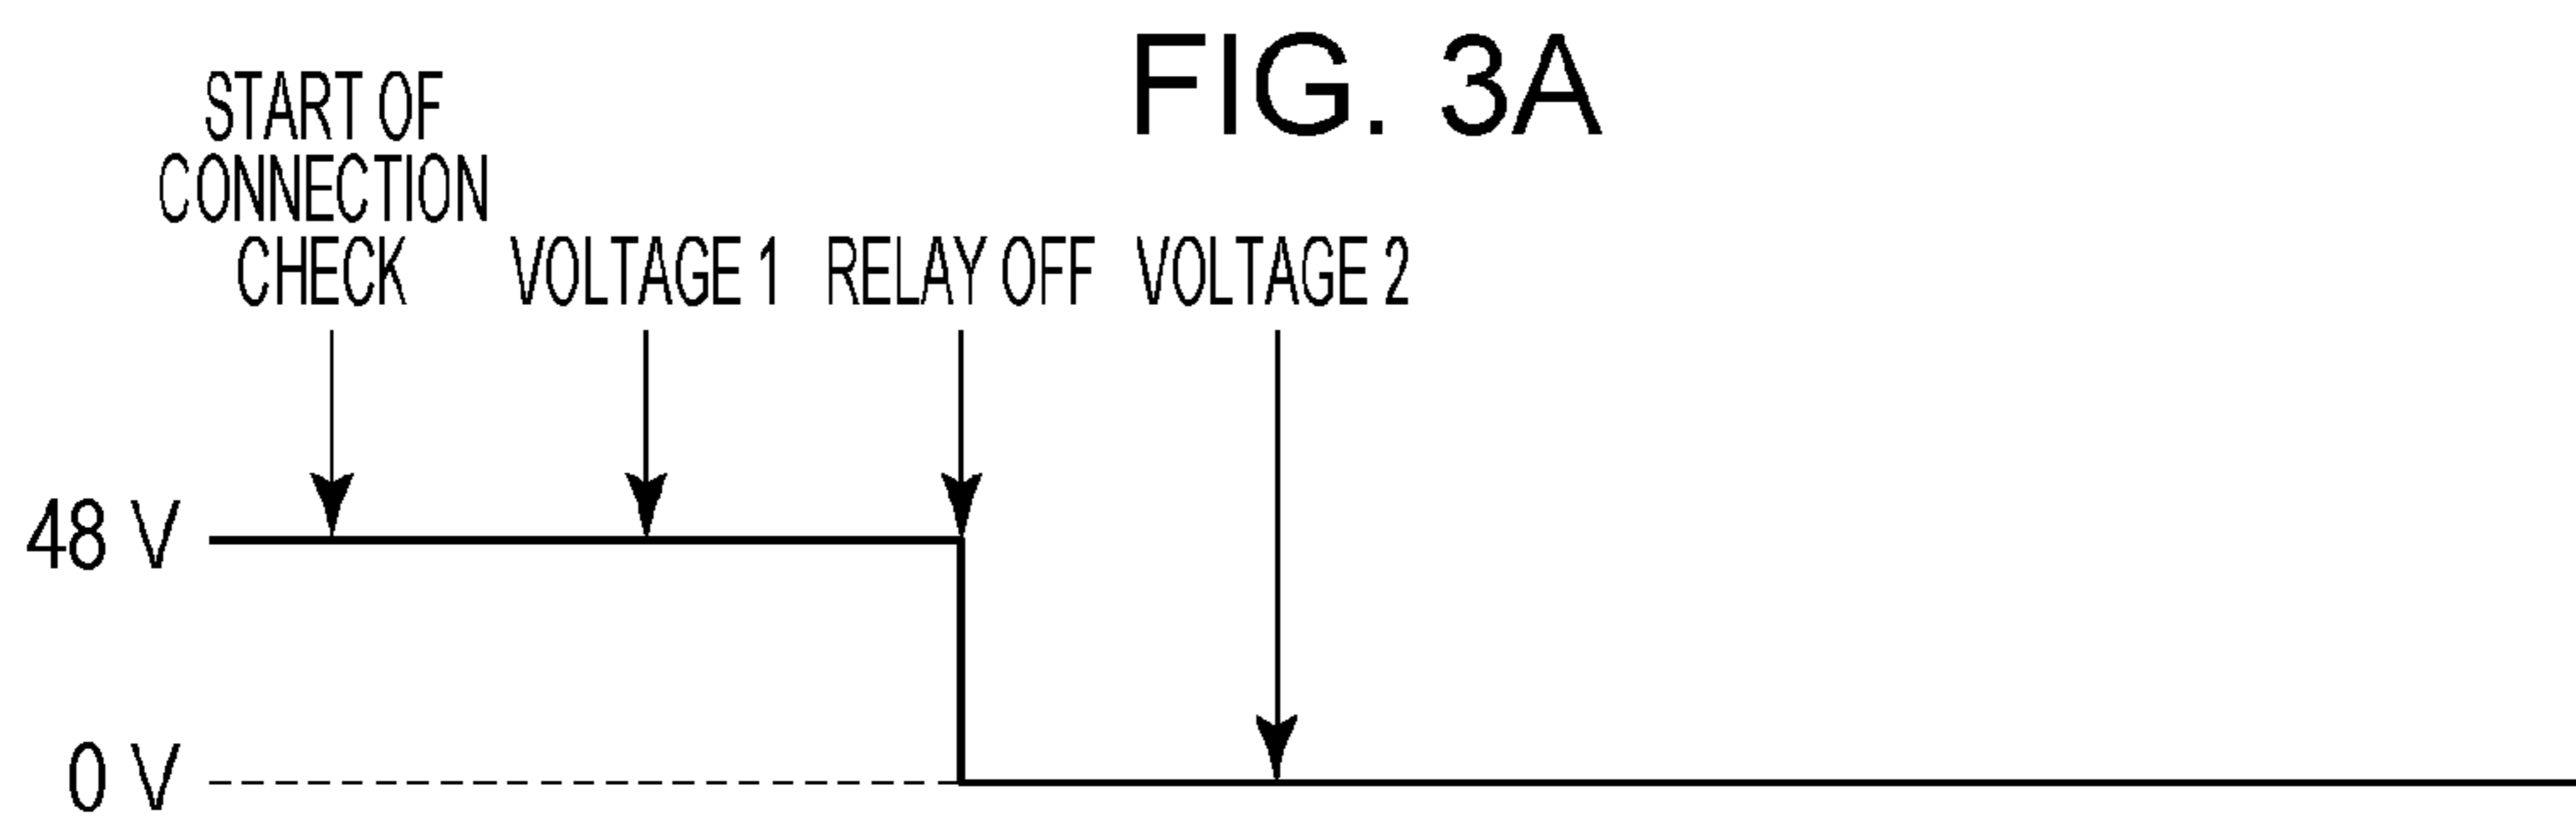 FIG. 3A
START OF
CONNECTION
CHECK
VOLTAGE 1
RELAY OFF
VOLTAGE 2
48 V
0 V